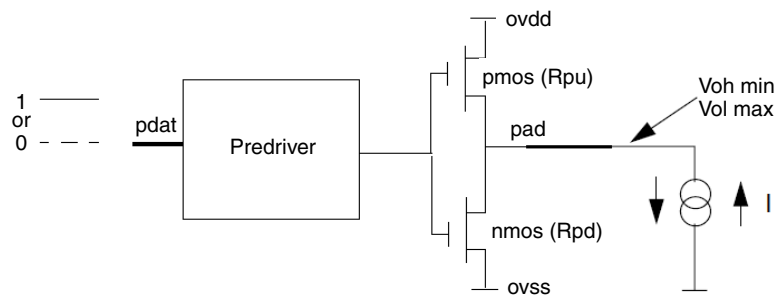 ovdd
pmos (Rpu)
Voh min
Vol max
1
or
0
pdat
Predriver
pad
nmos (Rpd)
I
ovss